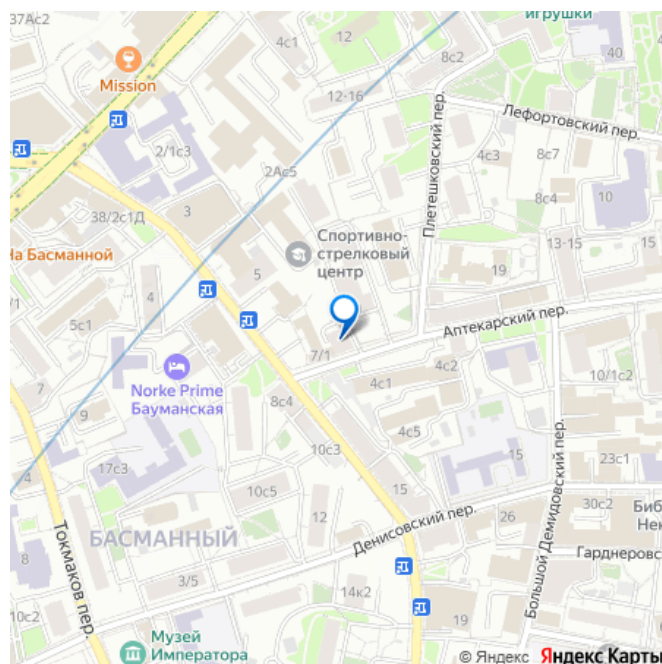 37Ас2
4с1
12
игрушки
8с2
40
Mission
12-16
Плетешковский пер.
Лефортовский пер.
2/1с3
4с3
8с7
2Ас5
8с4
10
38/2с1Д
3
Спортивно-
стрелковый
центр
13-15
На Басманной
5
19
4
Аптекарский пер.
5с1
7/1
4с2
10/1с2
Norke Prime
Бауманская
4с1
7
9
8с4
4с5
10с3
15
23с1
17с3
4
15
Большой Демидовский пер.
10с5
30с2
Токмаков пер.
12
Денисовский пер.
26
БАСМАННЫЙ
Гарднеровс
8
3/5
14к2
10с2
19
Музей
Императора
© Яндекс Яндекс Карты